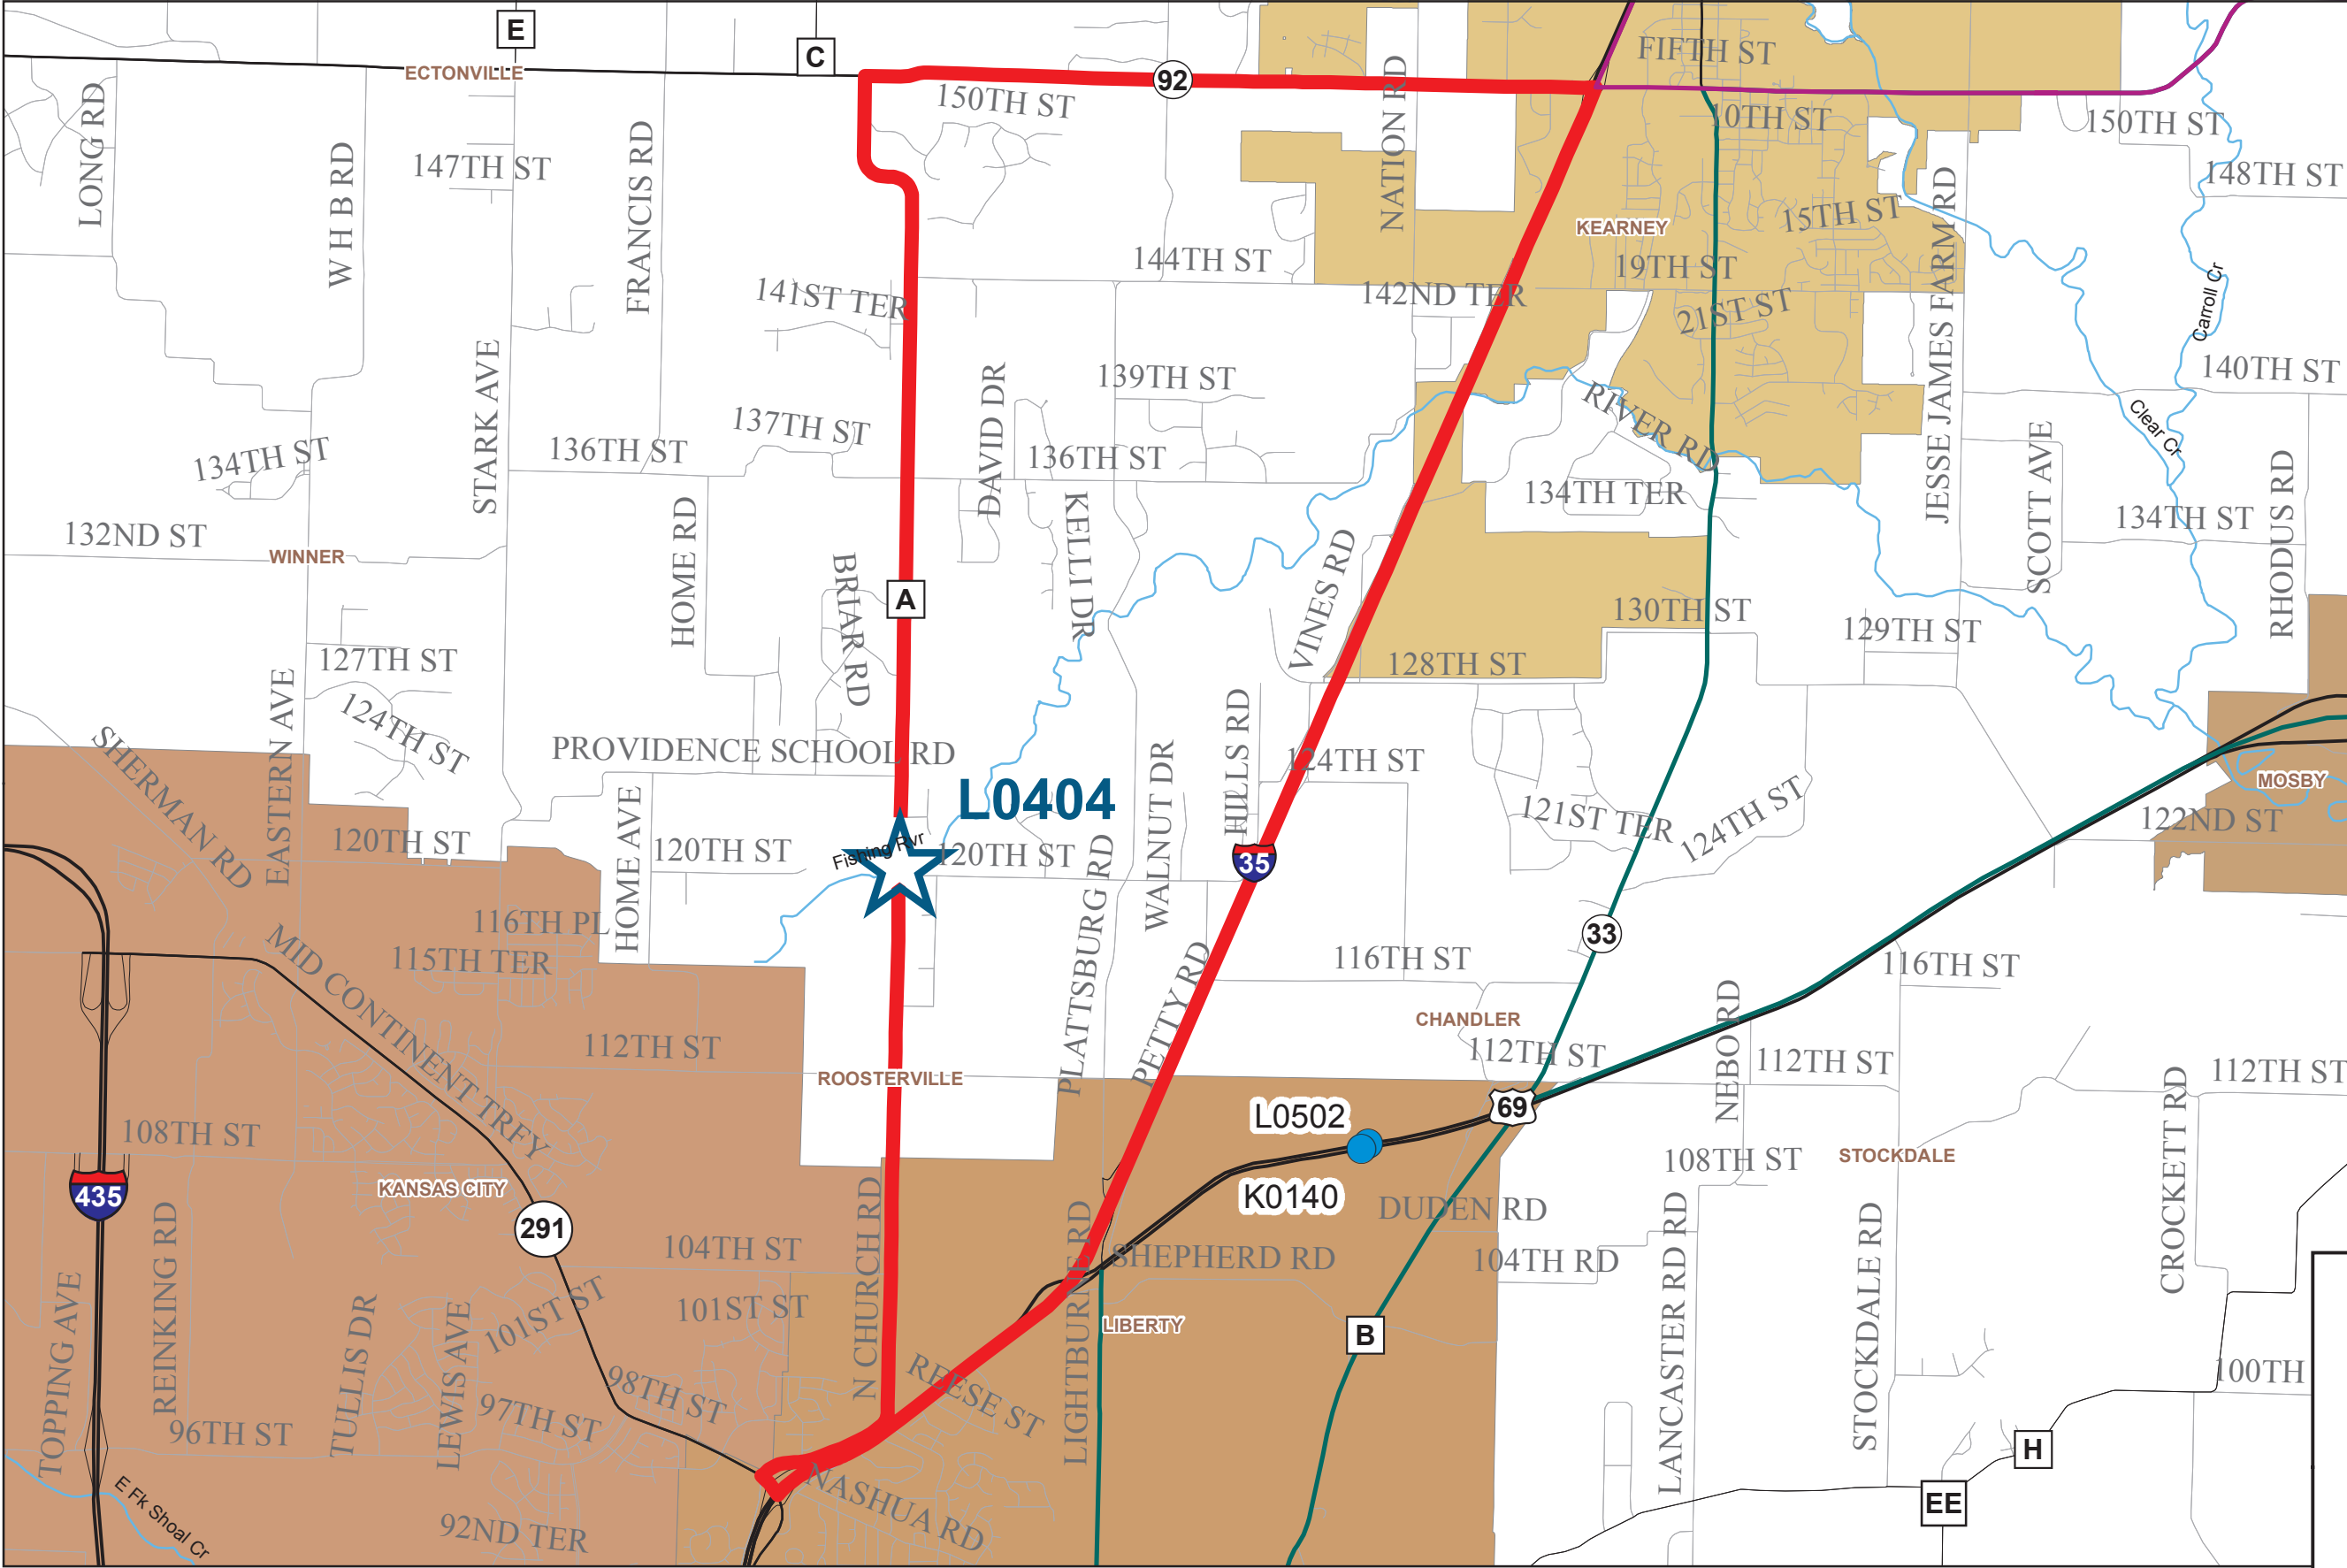 E
C
ECTONVILLE
92
FIFTH ST
150TH ST
10TH ST
150TH ST
LONG RD
W H B RD
147TH ST
FRANCIS RD
NATION RD
148TH ST
KEARNEY
15TH ST
JESSE JAMES FARM RD
144TH ST
19TH ST
141ST TER
142ND TER
21ST ST
Carroll Cr
STARK AVE
DAVID DR
139TH ST
140TH ST
RIVER RD
Clear Cr
134TH ST
136TH ST
137TH ST
136TH ST
SCOTT AVE
RHODUS RD
132ND ST
WINNER
HOME RD
KELLI DR
134TH TER
134TH ST
BRIAR RD
A
VINES RD
130TH ST
129TH ST
127TH ST
128TH ST
124TH ST
EASTERN AVE
SHERMAN RD
PROVIDENCE SCHOOL RD
WALNUT DR
HILLS RD
124TH ST
L0404
MOSBY
121ST TER
124TH ST
122ND ST
120TH ST
HOME AVE
120TH ST
Fishing Rvr
120TH ST
PLATTSBURG RD
35
116TH PL
115TH TER
MID CONTINENT TRFY
33
116TH ST
116TH ST
PETTY RD
NEBO RD
CHANDLER
112TH ST
112TH ST
112TH ST
112TH ST
ROOSTERVILLE
69
CROCKETT RD
L0502
108TH ST
108TH ST
STOCKDALE
435
KANSAS CITY
K0140
DUDEN RD
291
REINKING RD
N CHURCH RD
LIGHTBURNE RD
LANCASTER RD
STOCKDALE RD
104TH ST
SHEPHERD RD
104TH RD
TOPPING AVE
TULLIS DR
LEWIS AVE
101ST ST
101ST ST
LIBERTY
B
REESE ST
100TH
98TH ST
97TH ST
96TH ST
H
NASHUA RD
EE
E Fk Shoal Cr
92ND TER